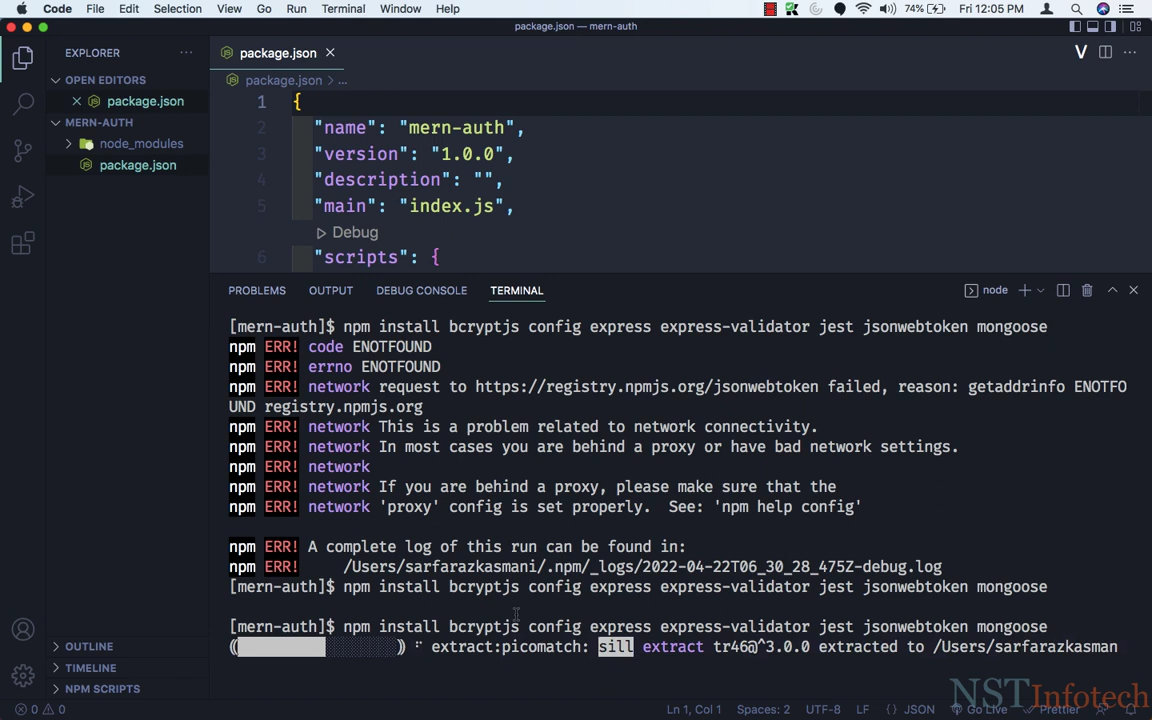 Code File Edit Selection View Go Run Terminal Window Help 74% Fri 12:05 PM
package.json — mern-auth
EXPLORER
package.json
OPEN EDITORS
package.json > ...
package.json
MERN-AUTH
node_modules
package.json
1 {
2 "name": "mern-auth",
3 "version": "1.0.0",
4 "description": "",
5 "main": "index.js",
Debug
6 "scripts": {
PROBLEMS OUTPUT DEBUG CONSOLE TERMINAL node
[mern-auth]$ npm install bcryptjs config express express-validator jest jsonwebtoken mongoose
npm ERR! code ENOTFOUND
npm ERR! errno ENOTFOUND
npm ERR! network request to https://registry.npmjs.org/jsonwebtoken failed, reason: getaddrinfo ENOTFO
UND registry.npmjs.org
npm ERR! network This is a problem related to network connectivity.
npm ERR! network In most cases you are behind a proxy or have bad network settings.
npm ERR! network
npm ERR! network If you are behind a proxy, please make sure that the
npm ERR! network 'proxy' config is set properly.  See: 'npm help config'
npm ERR! A complete log of this run can be found in:
npm ERR!     /Users/sarfarazkasmani/.npm/_logs/2022-04-22T06_30_28_475Z-debug.log
[mern-auth]$ npm install bcryptjs config express express-validator jest jsonwebtoken mongoose
[mern-auth]$ npm install bcryptjs config express express-validator jest jsonwebtoken mongoose
extract:picomatch: sill extract tr46@^3.0.0 extracted to /Users/sarfarazkasman
OUTLINE
TIMELINE
NPM SCRIPTS
NSTInfotech
0 0 Ln 1, Col 1 Spaces: 2 UTF-8 LF {} JSON Go Live Prettier